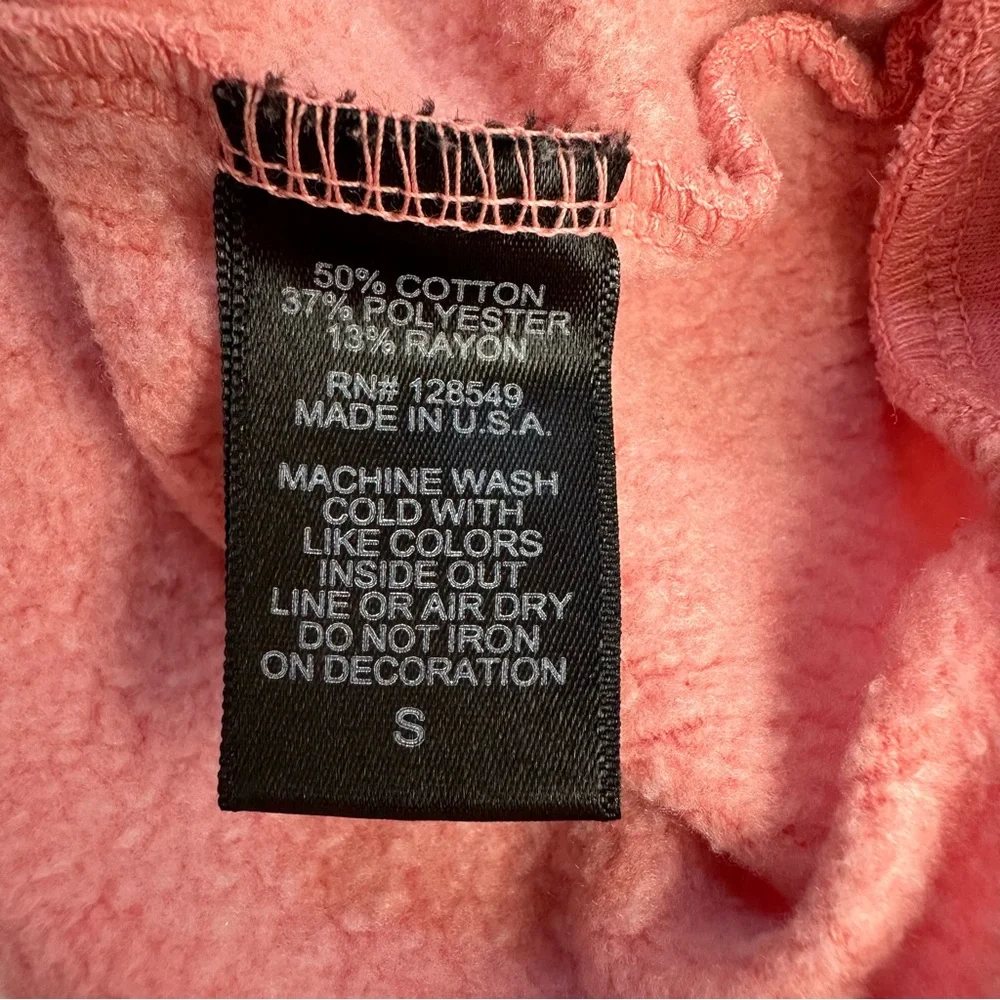 50% COTTON
37% POLYESTER
13% RAYON
RN# 128549
MADE IN U.S.A.
MACHINE WASH
COLD WITH
LIKE COLORS
INSIDE OUT
LINE OR AIR DRY
DO NOT IRON
ON DECORATION
S